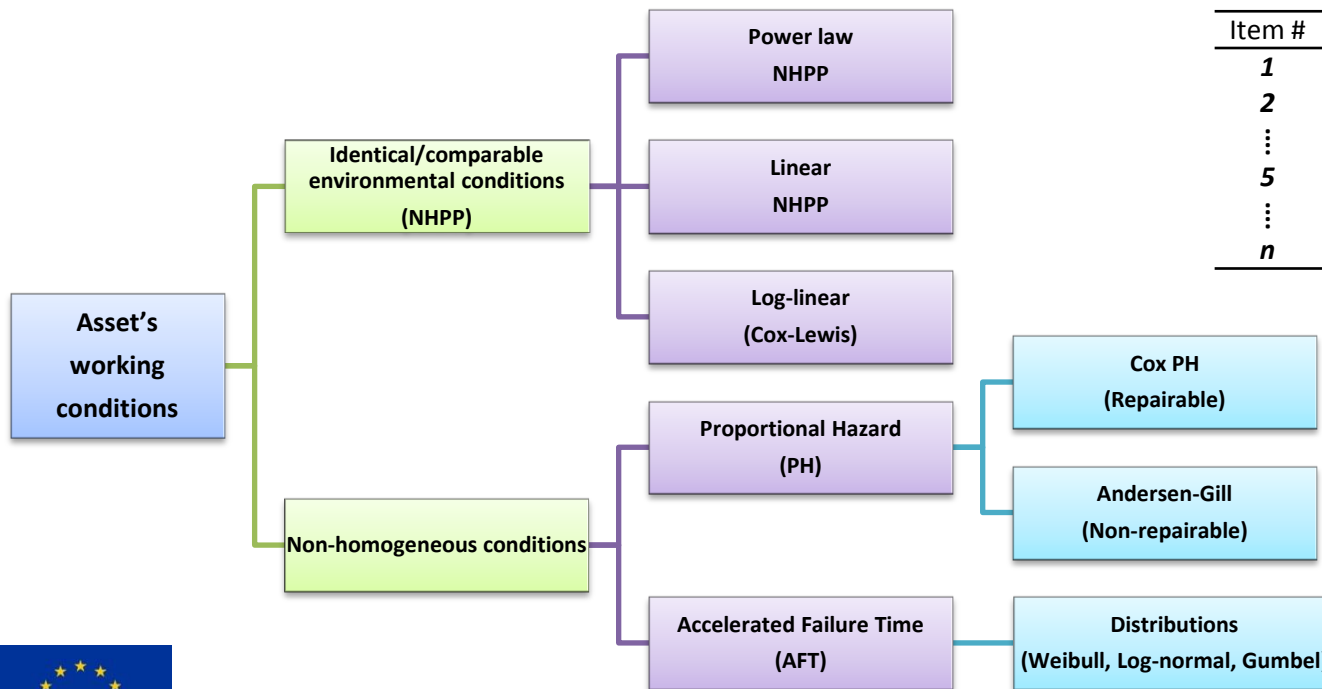 Power law
NHPP
Item #
1
2
⋮
5
⋮
n
Identical/comparable
environmental conditions
(NHPP)
Linear
NHPP
Log-linear
(Cox-Lewis)
Asset's
working
conditions
Cox PH
(Repairable)
Proportional Hazard
(PH)
Andersen-Gill
(Non-repairable)
Non-homogeneous conditions
Accelerated Failure Time
(AFT)
Distributions
(Weibull, Log-normal, Gumbel)